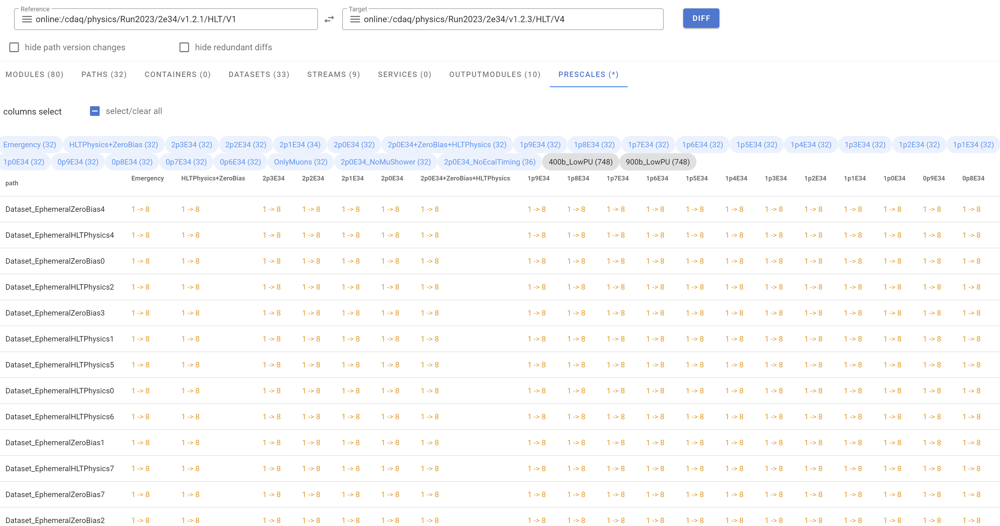 Reference
online:/cdaq/physics/Run2023/2e34/v1.2.1/HLT/V1
Target
online:/cdaq/physics/Run2023/2e34/v1.2.3/HLT/V4
DIFF
hide path version changes
hide redundant diffs
MODULES (80) PATHS (32) CONTAINERS (0) DATASETS (33) STREAMS (9) SERVICES (0) OUTPUTMODULES (10) PRESCALES (*)
columns select select/clear all
Emergency (32) HLTPhysics+ZeroBias (32) 2p3E34 (32) 2p2E34 (32) 2p1E34 (34) 2p0E34 (32) 2p0E34+ZeroBias+HLTPhysics (32) 1p9E34 (32) 1p8E34 (32) 1p7E34 (32) 1p6E34 (32) 1p5E34 (32) 1p4E34 (32) 1p3E34 (32) 1p2E34 (32) 1p1E34 (32)
1p0E34 (32) 0p9E34 (32) 0p8E34 (32) 0p7E34 (32) 0p6E34 (32) OnlyMuons (32) 2p0E34_NoMuShower (32) 2p0E34_NoEcalTiming (36) 400b_LowPU (748) 900b_LowPU (748)
path Emergency HLTPhysics+ZeroBias 2p3E34 2p2E34 2p1E34 2p0E34 2p0E34+ZeroBias+HLTPhysics 1p9E34 1p8E34 1p7E34 1p6E34 1p5E34 1p4E34 1p3E34 1p2E34 1p1E34 1p0E34 0p9E34 0p8E34
Dataset_EphemeralZeroBias4 1 -> 8 1 -> 8 1 -> 8 1 -> 8 1 -> 8 1 -> 8 1 -> 8 1 -> 8 1 -> 8 1 -> 8 1 -> 8 1 -> 8 1 -> 8 1 -> 8 1 -> 8 1 -> 8 1 -> 8 1 -> 8 1 -> 8
Dataset_EphemeralHLTPhysics4 1 -> 8 1 -> 8 1 -> 8 1 -> 8 1 -> 8 1 -> 8 1 -> 8 1 -> 8 1 -> 8 1 -> 8 1 -> 8 1 -> 8 1 -> 8 1 -> 8 1 -> 8 1 -> 8 1 -> 8 1 -> 8 1 -> 8
Dataset_EphemeralZeroBias0 1 -> 8 1 -> 8 1 -> 8 1 -> 8 1 -> 8 1 -> 8 1 -> 8 1 -> 8 1 -> 8 1 -> 8 1 -> 8 1 -> 8 1 -> 8 1 -> 8 1 -> 8 1 -> 8 1 -> 8 1 -> 8 1 -> 8
Dataset_EphemeralHLTPhysics2 1 -> 8 1 -> 8 1 -> 8 1 -> 8 1 -> 8 1 -> 8 1 -> 8 1 -> 8 1 -> 8 1 -> 8 1 -> 8 1 -> 8 1 -> 8 1 -> 8 1 -> 8 1 -> 8 1 -> 8 1 -> 8 1 -> 8
Dataset_EphemeralZeroBias3 1 -> 8 1 -> 8 1 -> 8 1 -> 8 1 -> 8 1 -> 8 1 -> 8 1 -> 8 1 -> 8 1 -> 8 1 -> 8 1 -> 8 1 -> 8 1 -> 8 1 -> 8 1 -> 8 1 -> 8 1 -> 8 1 -> 8
Dataset_EphemeralHLTPhysics1 1 -> 8 1 -> 8 1 -> 8 1 -> 8 1 -> 8 1 -> 8 1 -> 8 1 -> 8 1 -> 8 1 -> 8 1 -> 8 1 -> 8 1 -> 8 1 -> 8 1 -> 8 1 -> 8 1 -> 8 1 -> 8 1 -> 8
Dataset_EphemeralHLTPhysics5 1 -> 8 1 -> 8 1 -> 8 1 -> 8 1 -> 8 1 -> 8 1 -> 8 1 -> 8 1 -> 8 1 -> 8 1 -> 8 1 -> 8 1 -> 8 1 -> 8 1 -> 8 1 -> 8 1 -> 8 1 -> 8 1 -> 8
Dataset_EphemeralHLTPhysics0 1 -> 8 1 -> 8 1 -> 8 1 -> 8 1 -> 8 1 -> 8 1 -> 8 1 -> 8 1 -> 8 1 -> 8 1 -> 8 1 -> 8 1 -> 8 1 -> 8 1 -> 8 1 -> 8 1 -> 8 1 -> 8 1 -> 8
Dataset_EphemeralHLTPhysics6 1 -> 8 1 -> 8 1 -> 8 1 -> 8 1 -> 8 1 -> 8 1 -> 8 1 -> 8 1 -> 8 1 -> 8 1 -> 8 1 -> 8 1 -> 8 1 -> 8 1 -> 8 1 -> 8 1 -> 8 1 -> 8 1 -> 8
Dataset_EphemeralZeroBias1 1 -> 8 1 -> 8 1 -> 8 1 -> 8 1 -> 8 1 -> 8 1 -> 8 1 -> 8 1 -> 8 1 -> 8 1 -> 8 1 -> 8 1 -> 8 1 -> 8 1 -> 8 1 -> 8 1 -> 8 1 -> 8 1 -> 8
Dataset_EphemeralHLTPhysics7 1 -> 8 1 -> 8 1 -> 8 1 -> 8 1 -> 8 1 -> 8 1 -> 8 1 -> 8 1 -> 8 1 -> 8 1 -> 8 1 -> 8 1 -> 8 1 -> 8 1 -> 8 1 -> 8 1 -> 8 1 -> 8 1 -> 8
Dataset_EphemeralZeroBias7 1 -> 8 1 -> 8 1 -> 8 1 -> 8 1 -> 8 1 -> 8 1 -> 8 1 -> 8 1 -> 8 1 -> 8 1 -> 8 1 -> 8 1 -> 8 1 -> 8 1 -> 8 1 -> 8 1 -> 8 1 -> 8 1 -> 8
Dataset_EphemeralZeroBias2 1 -> 8 1 -> 8 1 -> 8 1 -> 8 1 -> 8 1 -> 8 1 -> 8 1 -> 8 1 -> 8 1 -> 8 1 -> 8 1 -> 8 1 -> 8 1 -> 8 1 -> 8 1 -> 8 1 -> 8 1 -> 8 1 -> 8